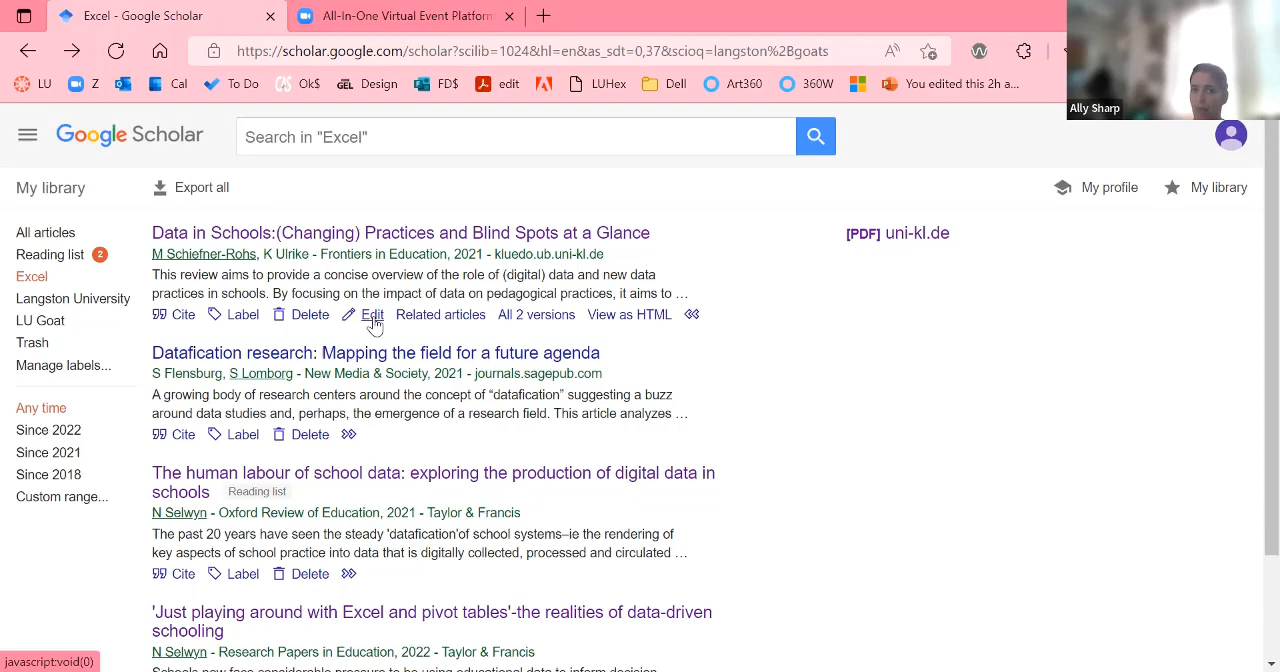 Excel - Google Scholar
All-In-One Virtual Event Platform
https://scholar.google.com/scholar?scilib=1024&hl=en&as_sdt=0,37&scioq=langston%2Bgoats
LU
Z
Cal
To Do
Ok$
GEL Design
FD$
edit
LUHex
Dell
Art360
360W
You edited this 2h a...
Ally Sharp
Google Scholar
Search in "Excel"
My library
Export all
My profile
My library
All articles
Reading list 2
Excel
Langston University
LU Goat
Trash
Manage labels...
Any time
Since 2022
Since 2021
Since 2018
Custom range...
Data in Schools:(Changing) Practices and Blind Spots at a Glance
[PDF] uni-kl.de
M Schiefner-Rohs, K Ulrike - Frontiers in Education, 2021 - kluedo.ub.uni-kl.de
This review aims to provide a concise overview of the role of (digital) data and new data
practices in schools. By focusing on the impact of data on pedagogical practices, it aims to ...
Cite Label Delete Edit Related articles All 2 versions View as HTML
Datafication research: Mapping the field for a future agenda
S Flensburg, S Lomborg - New Media & Society, 2021 - journals.sagepub.com
A growing body of research centers around the concept of “datafication” suggesting a buzz
around data studies and, perhaps, the emergence of a research field. This article analyzes ...
Cite Label Delete
The human labour of school data: exploring the production of digital data in
schools Reading list
N Selwyn - Oxford Review of Education, 2021 - Taylor & Francis
The past 20 years have seen the steady 'datafication'of school systems–ie the rendering of
key aspects of school practice into data that is digitally collected, processed and circulated ...
Cite Label Delete
'Just playing around with Excel and pivot tables'-the realities of data-driven
schooling
N Selwyn - Research Papers in Education, 2022 - Taylor & Francis
Schools now face considerable pressure to be using educational data to inform decision
javascript:void(0)